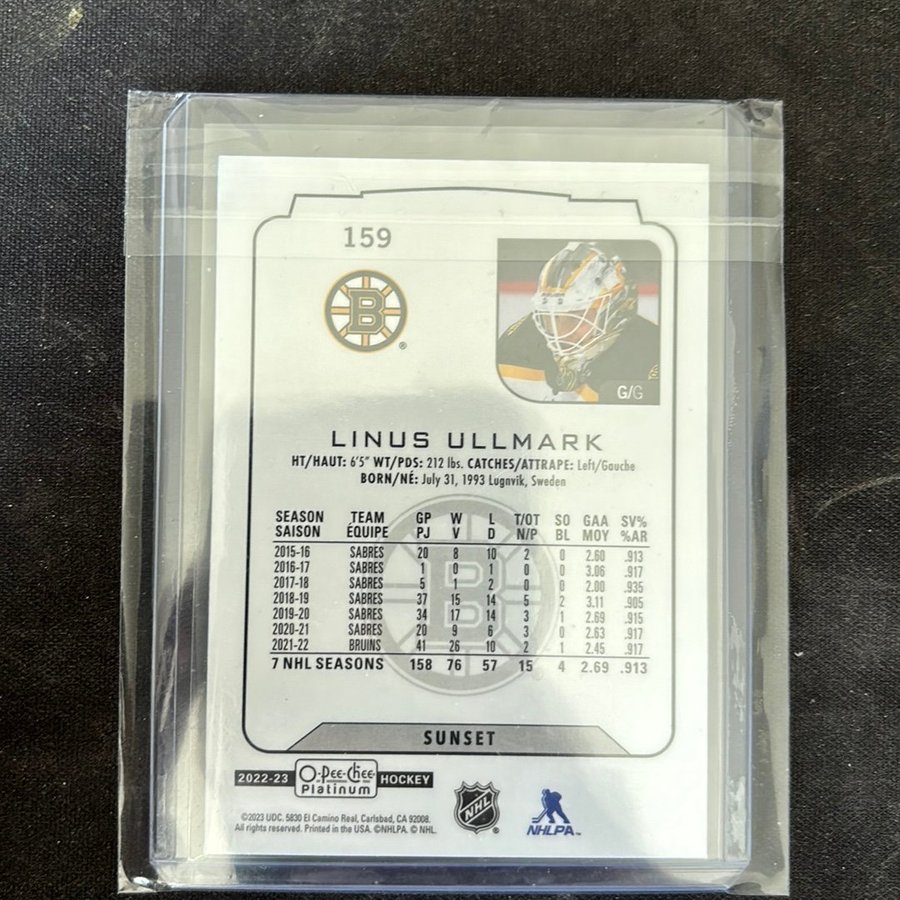 159
B
®
G/G
LINUS ULLMARK
HT/HAUT: 6'5" WT/PDS: 212 lbs. CATCHES/ATTRAPE: Left/Gauche
BORN/NÉ: July 31, 1993 Lugnvik, Sweden
SEASON TEAM GP W L T/OT SO GAA SV%
SAISON ÉQUIPE PJ V D N/P BL MOY %AR
2015-16 SABRES 20 8 10 2 0 2.60 .913
2016-17 SABRES 1 0 1 0 0 3.06 .917
2017-18 SABRES 5 1 2 0 0 2.00 .935
2018-19 SABRES 37 15 14 5 2 3.11 .905
2019-20 SABRES 34 17 14 3 1 2.69 .915
2020-21 SABRES 20 9 6 3 0 2.63 .917
2021-22 BRUINS 41 26 10 2 1 2.45 .917
7 NHL SEASONS 158 76 57 15 4 2.69 .913
SUNSET
2022-23 O-Pee-Chee Platinum HOCKEY
©2023 UDC. 5830 El Camino Real, Carlsbad, CA 92008.
All rights reserved. Printed in the USA. ©NHLPA. © NHL.
NHL ®
NHLPA™